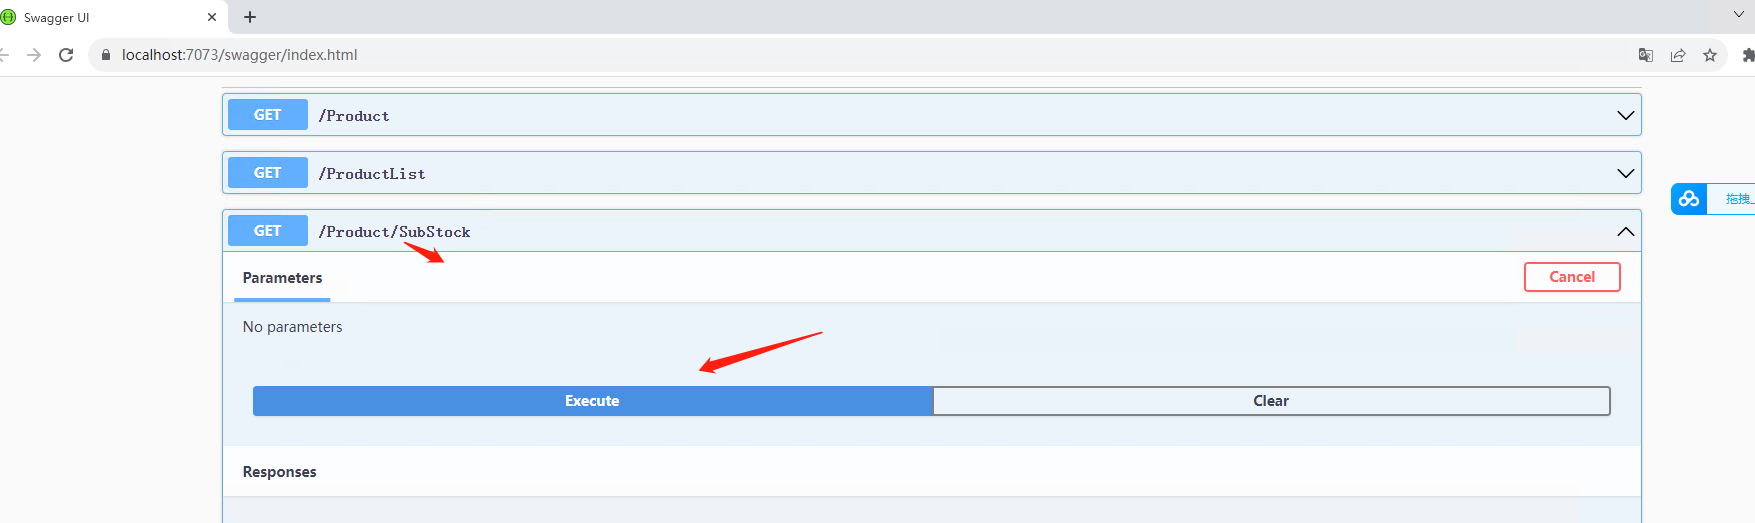 Swagger UI
localhost:7073/swagger/index.html
GET /Product
GET /ProductList
拖拽
GET /Product/SubStock
Parameters Cancel
No parameters
Execute Clear
Responses